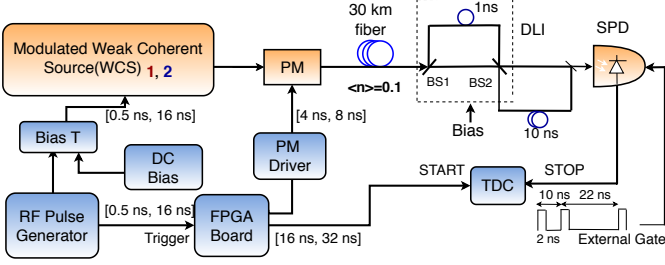 30 km
fiber
1ns
DLI
SPD
Modulated Weak Coherent
Source(WCS) 1, 2
PM
<n>=0.1
BS1
BS2
[0.5 ns, 16 ns]
[4 ns, 8 ns]
Bias
10 ns
Bias T
DC
Bias
PM
Driver
START
TDC
STOP
RF Pulse
Generator
[0.5 ns, 16 ns]
Trigger
FPGA
Board
[16 ns, 32 ns]
10 ns
22 ns
2 ns
External Gate